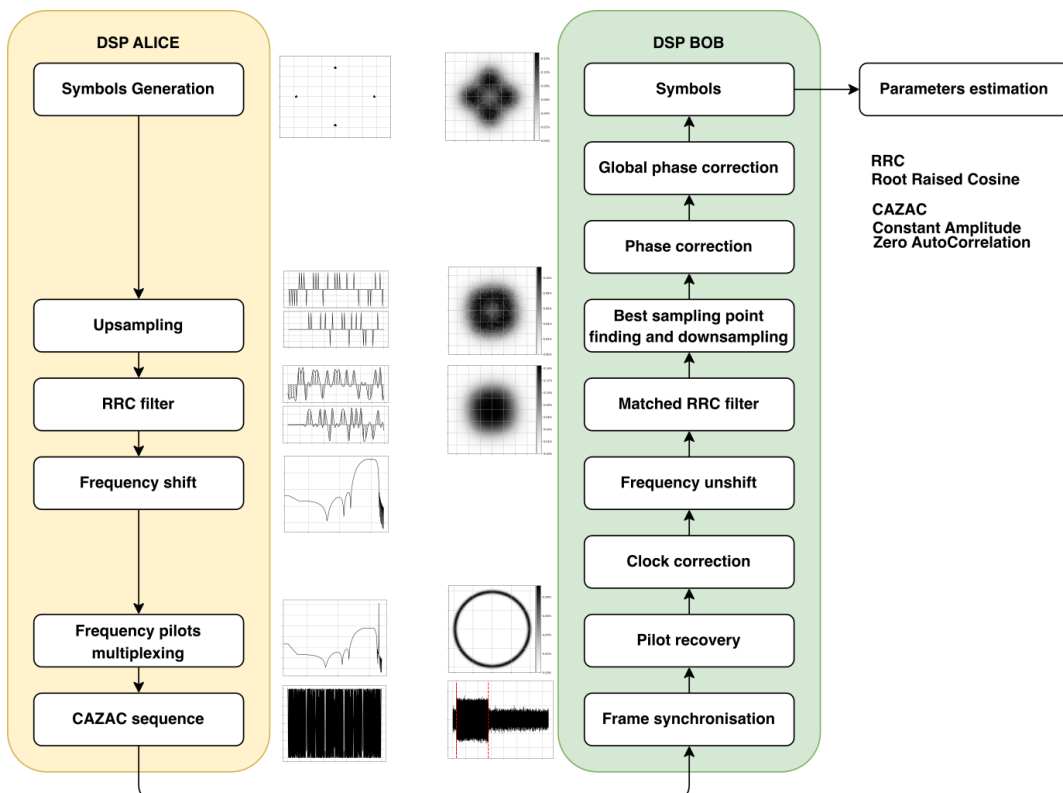 DSP ALICE
Symbols Generation
Upsampling
RRC filter
Frequency shift
Frequency pilots
multiplexing
CAZAC sequence
DSP BOB
Symbols
Global phase correction
Phase correction
Best sampling point
finding and downsampling
Matched RRC filter
Frequency unshift
Clock correction
Pilot recovery
Frame synchronisation
Parameters estimation
RRC
Root Raised Cosine
CAZAC
Constant Amplitude
Zero AutoCorrelation